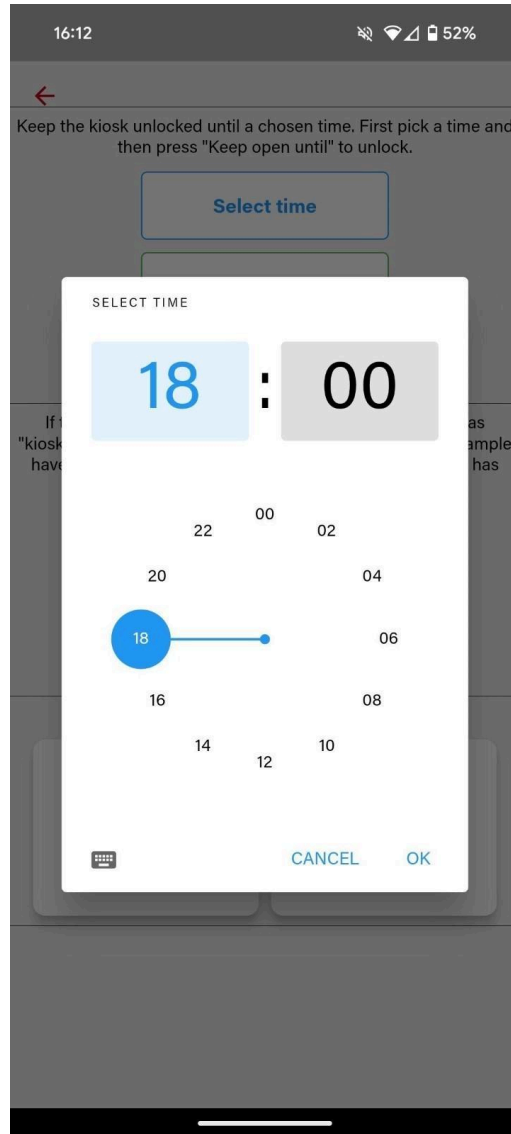 16:12
52%
Keep the kiosk unlocked until a chosen time. First pick a time and
then press "Keep open until" to unlock.
Select time
SELECT TIME
18 : 00
If
as
"kiosk
ample
have
has
00
22
02
20
04
18
06
16
08
14
10
12
CANCEL
OK